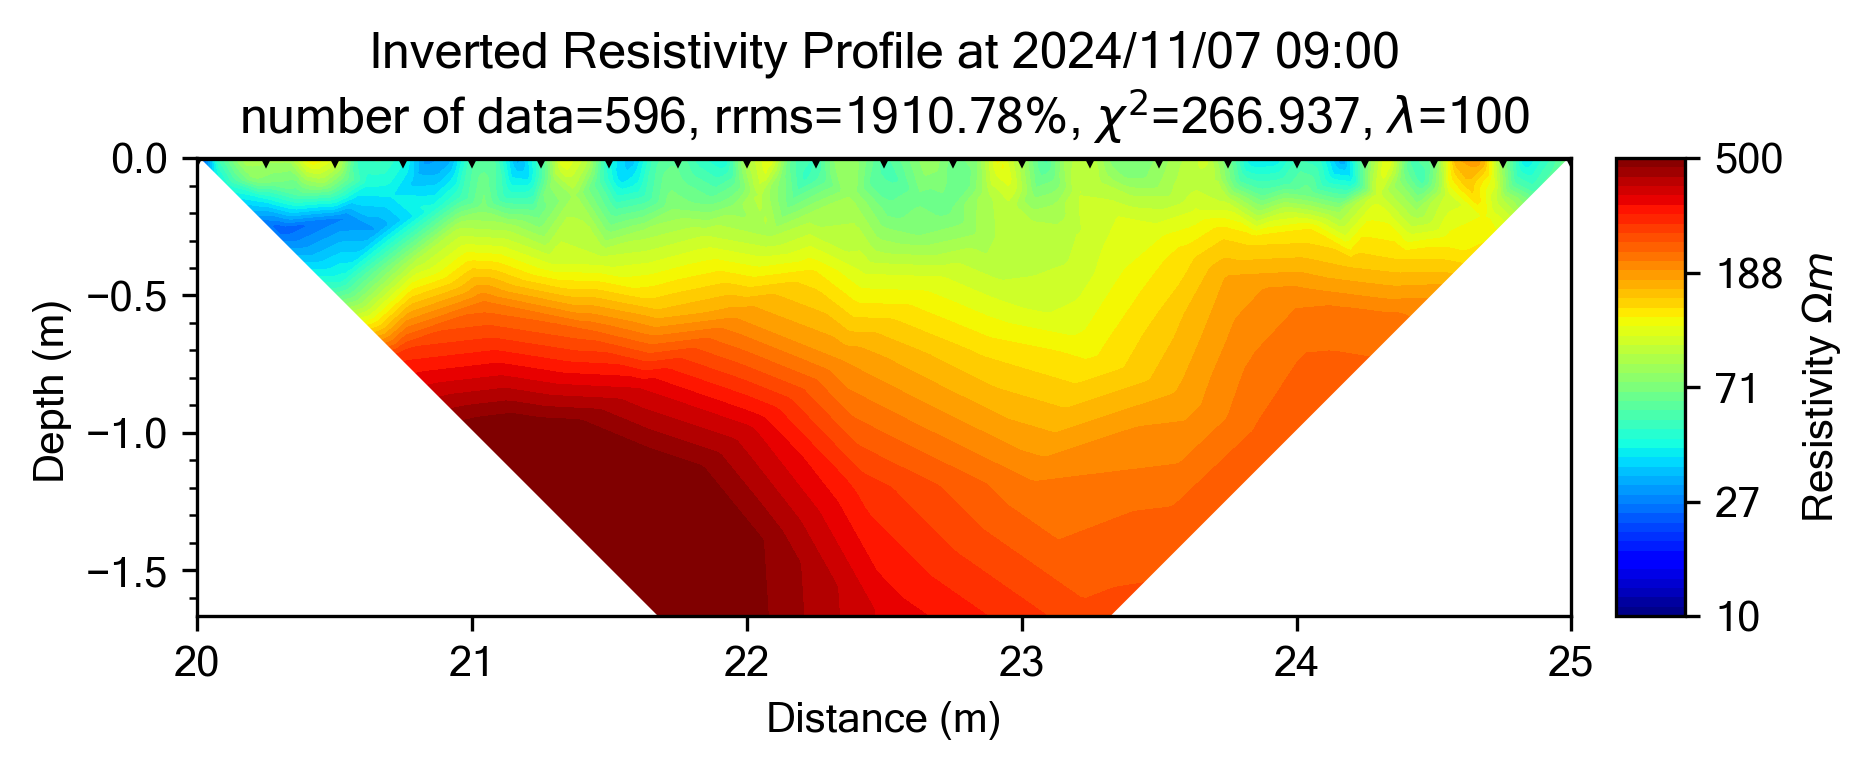 Inverted Resistivity Profile at 2024/11/07 09:00
number of data=596, rrms=1910.78%, χ²=266.937, λ=100
0.0
−0.5
−1.0
−1.5
Depth (m)
20 21 22 23 24 25
Distance (m)
500
188
71
27
10
Resistivity Ωm